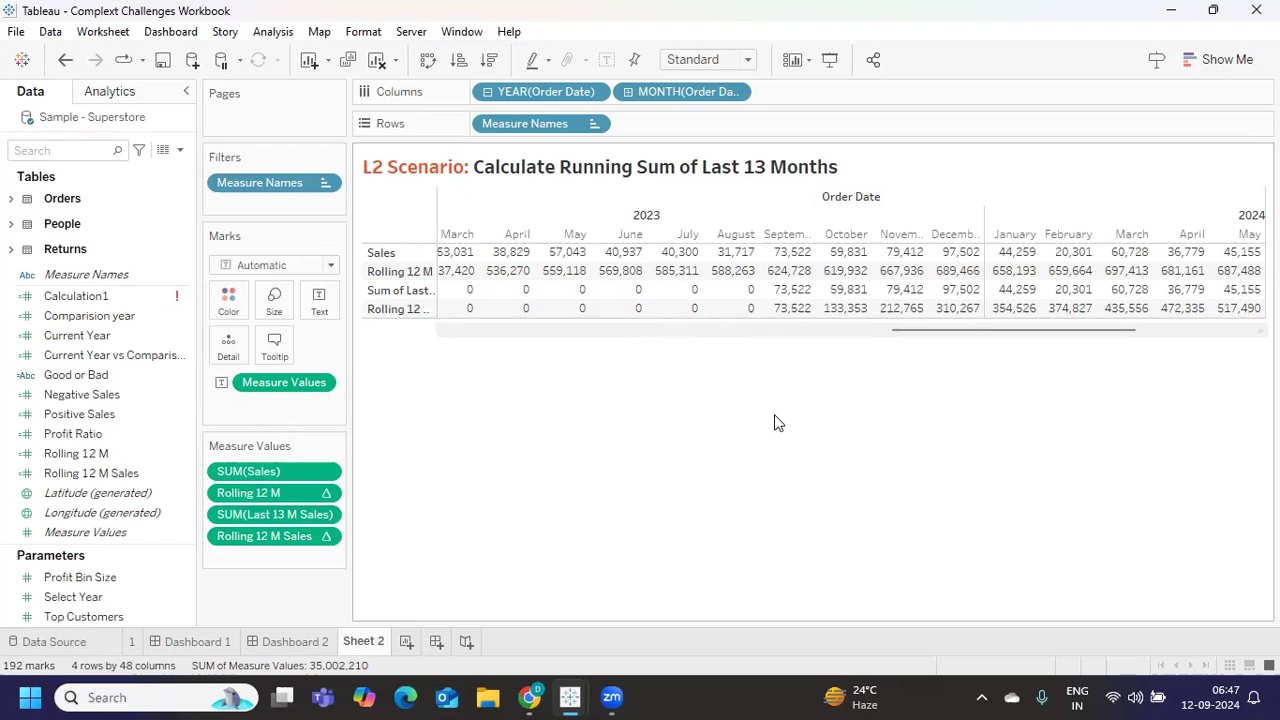 Tableau - Complext Challenges Workbook
File Data Worksheet Dashboard Story Analysis Map Format Server Window Help
Standard
Show Me
Data Analytics
Sample - Superstore
Search
Tables
Orders
People
Returns
Abc Measure Names
Calculation1 !
Comparision year
Current Year
Current Year vs Comparis...
Abc Good or Bad
Negative Sales
Positive Sales
Profit Ratio
Rolling 12 M
Rolling 12 M Sales
Latitude (generated)
Longitude (generated)
Measure Values
Parameters
Profit Bin Size
Select Year
Top Customers
Pages
Filters
Measure Names
Marks
Automatic
Color Size Text
Detail Tooltip
Measure Values
Measure Values
SUM(Sales)
Rolling 12 M
SUM(Last 13 M Sales)
Rolling 12 M Sales
Columns YEAR(Order Date) MONTH(Order Da..
Rows Measure Names
L2 Scenario: Calculate Running Sum of Last 13 Months
Order Date
2023 2024
March April May June July August Septem.. October Novem.. Decemb.. January February March April May
Sales 53,031 38,829 57,043 40,937 40,300 31,717 73,522 59,831 79,412 97,502 44,259 20,301 60,728 36,779 45,155
Rolling 12 M 37,420 536,270 559,118 569,808 585,311 588,263 624,728 619,932 667,936 689,466 658,193 659,664 697,413 681,161 687,488
Sum of Last.. 0 0 0 0 0 0 73,522 59,831 79,412 97,502 44,259 20,301 60,728 36,779 45,155
Rolling 12 .. 0 0 0 0 0 0 73,522 133,353 212,765 310,267 354,526 374,827 435,556 472,335 517,490
Data Source 1 Dashboard 1 Dashboard 2 Sheet 2
192 marks 4 rows by 48 columns SUM of Measure Values: 35,002,210
Search
24°C
Haze
ENG
IN
06:47
12-09-2024